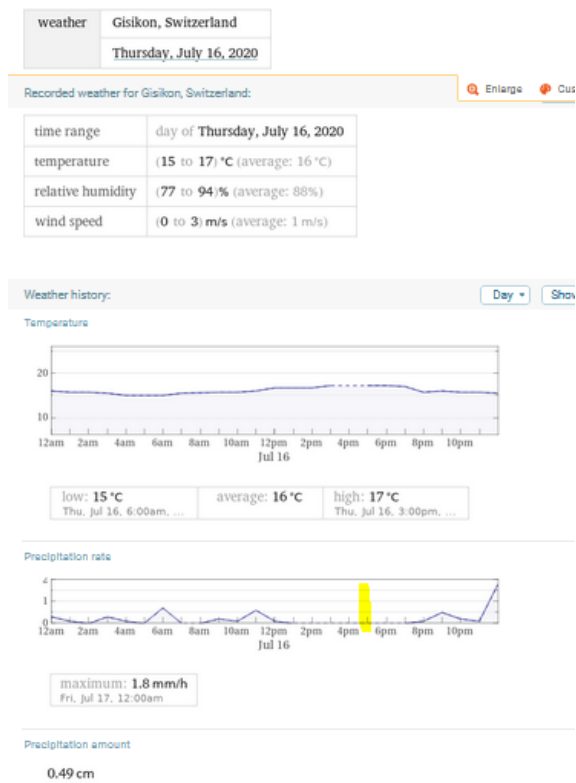 weather Gisikon, Switzerland
Thursday, July 16, 2020
Recorded weather for Gisikon, Switzerland: Enlarge Cus
time range day of Thursday, July 16, 2020
temperature (15 to 17) °C (average: 16 °C)
relative humidity (77 to 94)% (average: 88%)
wind speed (0 to 3) m/s (average: 1 m/s)
Weather history: Day Show
Temperature
20
10
12am 2am 4am 6am 8am 10am 12pm 2pm 4pm 6pm 8pm 10pm
Jul 16
low: 15 °C average: 16 °C high: 17 °C
Thu, Jul 16, 6:00am, ... Thu, Jul 16, 3:00pm, ...
Precipitation rate
2
1
0
12am 2am 4am 6am 8am 10am 12pm 2pm 4pm 6pm 8pm 10pm
Jul 16
maximum: 1.8 mm/h
Fri, Jul 17, 12:00am
Precipitation amount
0.49 cm